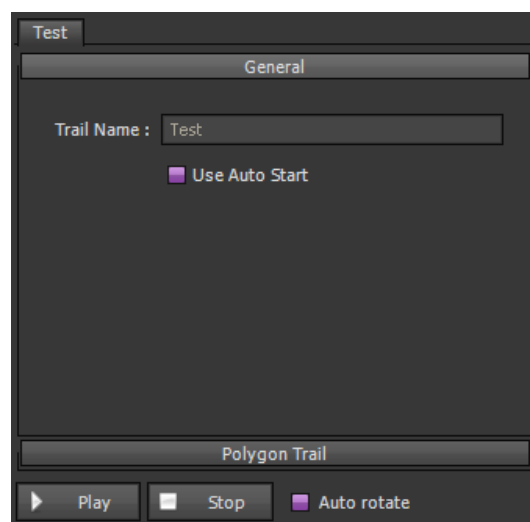 Test
General
Trail Name : Test
Use Auto Start
Polygon Trail
Play Stop Auto rotate